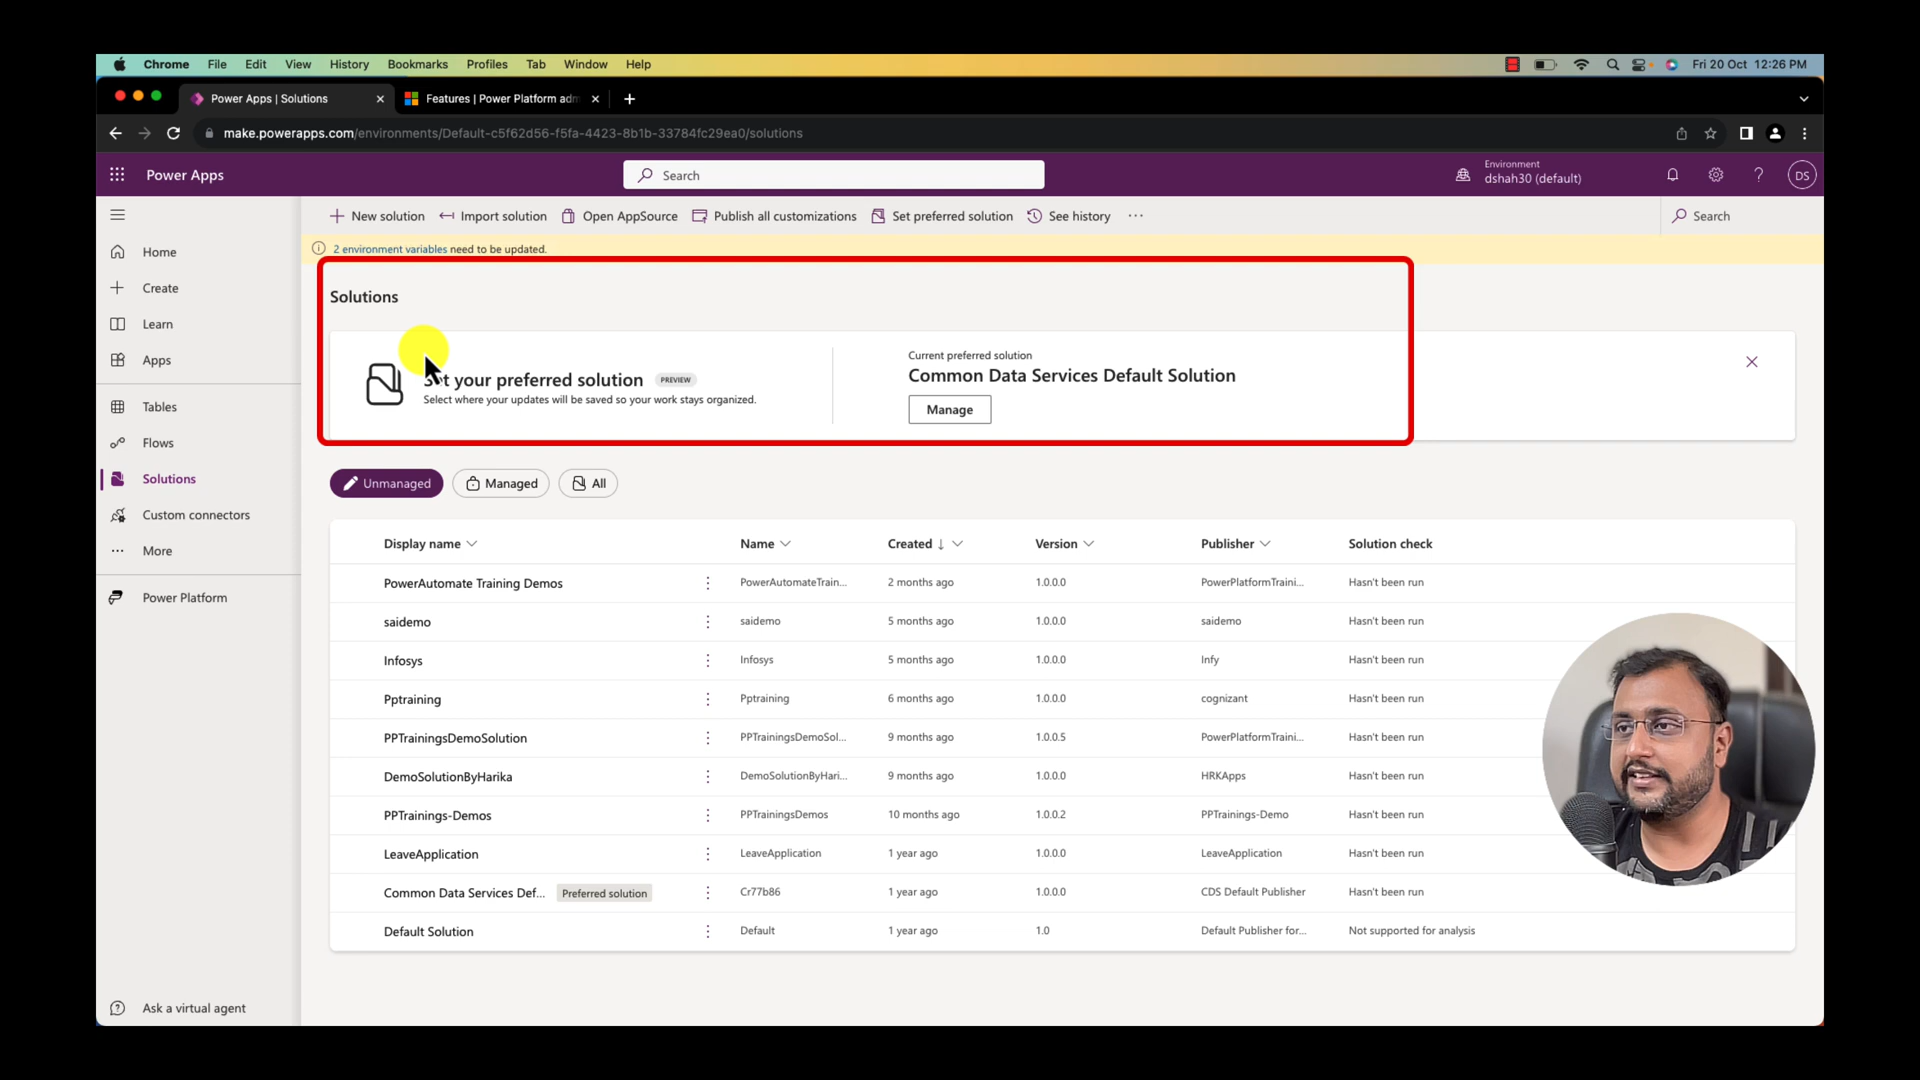 Chrome File Edit View History Bookmarks Profiles Tab Window Help Fri 20 Oct 12:26 PM
Power Apps | Solutions Features | Power Platform adm
make.powerapps.com/environments/Default-c5f62d56-f5fa-4423-8b1b-33784fc29ea0/solutions
Power Apps Search Environment
dshah30 (default) DS
New solution Import solution Open AppSource Publish all customizations Set preferred solution See history Search
2 environment variables need to be updated.
Home
Create
Learn
Apps
Tables
Flows
Solutions
Custom connectors
More
Power Platform
Ask a virtual agent
Solutions
t your preferred solution PREVIEW
Select where your updates will be saved so your work stays organized.
Current preferred solution
Common Data Services Default Solution
Manage
Unmanaged Managed All
Display name Name Created Version Publisher Solution check
PowerAutomate Training Demos PowerAutomateTrain... 2 months ago 1.0.0.0 PowerPlatformTraini... Hasn't been run
saidemo saidemo 5 months ago 1.0.0.0 saidemo Hasn't been run
Infosys Infosys 5 months ago 1.0.0.0 Infy Hasn't been run
Pptraining Pptraining 6 months ago 1.0.0.0 cognizant Hasn't been run
PPTrainingsDemoSolution PPTrainingsDemoSol... 9 months ago 1.0.0.5 PowerPlatformTraini... Hasn't been run
DemoSolutionByHarika DemoSolutionByHari... 9 months ago 1.0.0.0 HRKApps Hasn't been run
PPTrainings-Demos PPTrainingsDemos 10 months ago 1.0.0.2 PPTrainings-Demo Hasn't been run
LeaveApplication LeaveApplication 1 year ago 1.0.0.0 LeaveApplication Hasn't been run
Common Data Services Def... Preferred solution Cr77b86 1 year ago 1.0.0.0 CDS Default Publisher Hasn't been run
Default Solution Default 1 year ago 1.0 Default Publisher for... Not supported for analysis